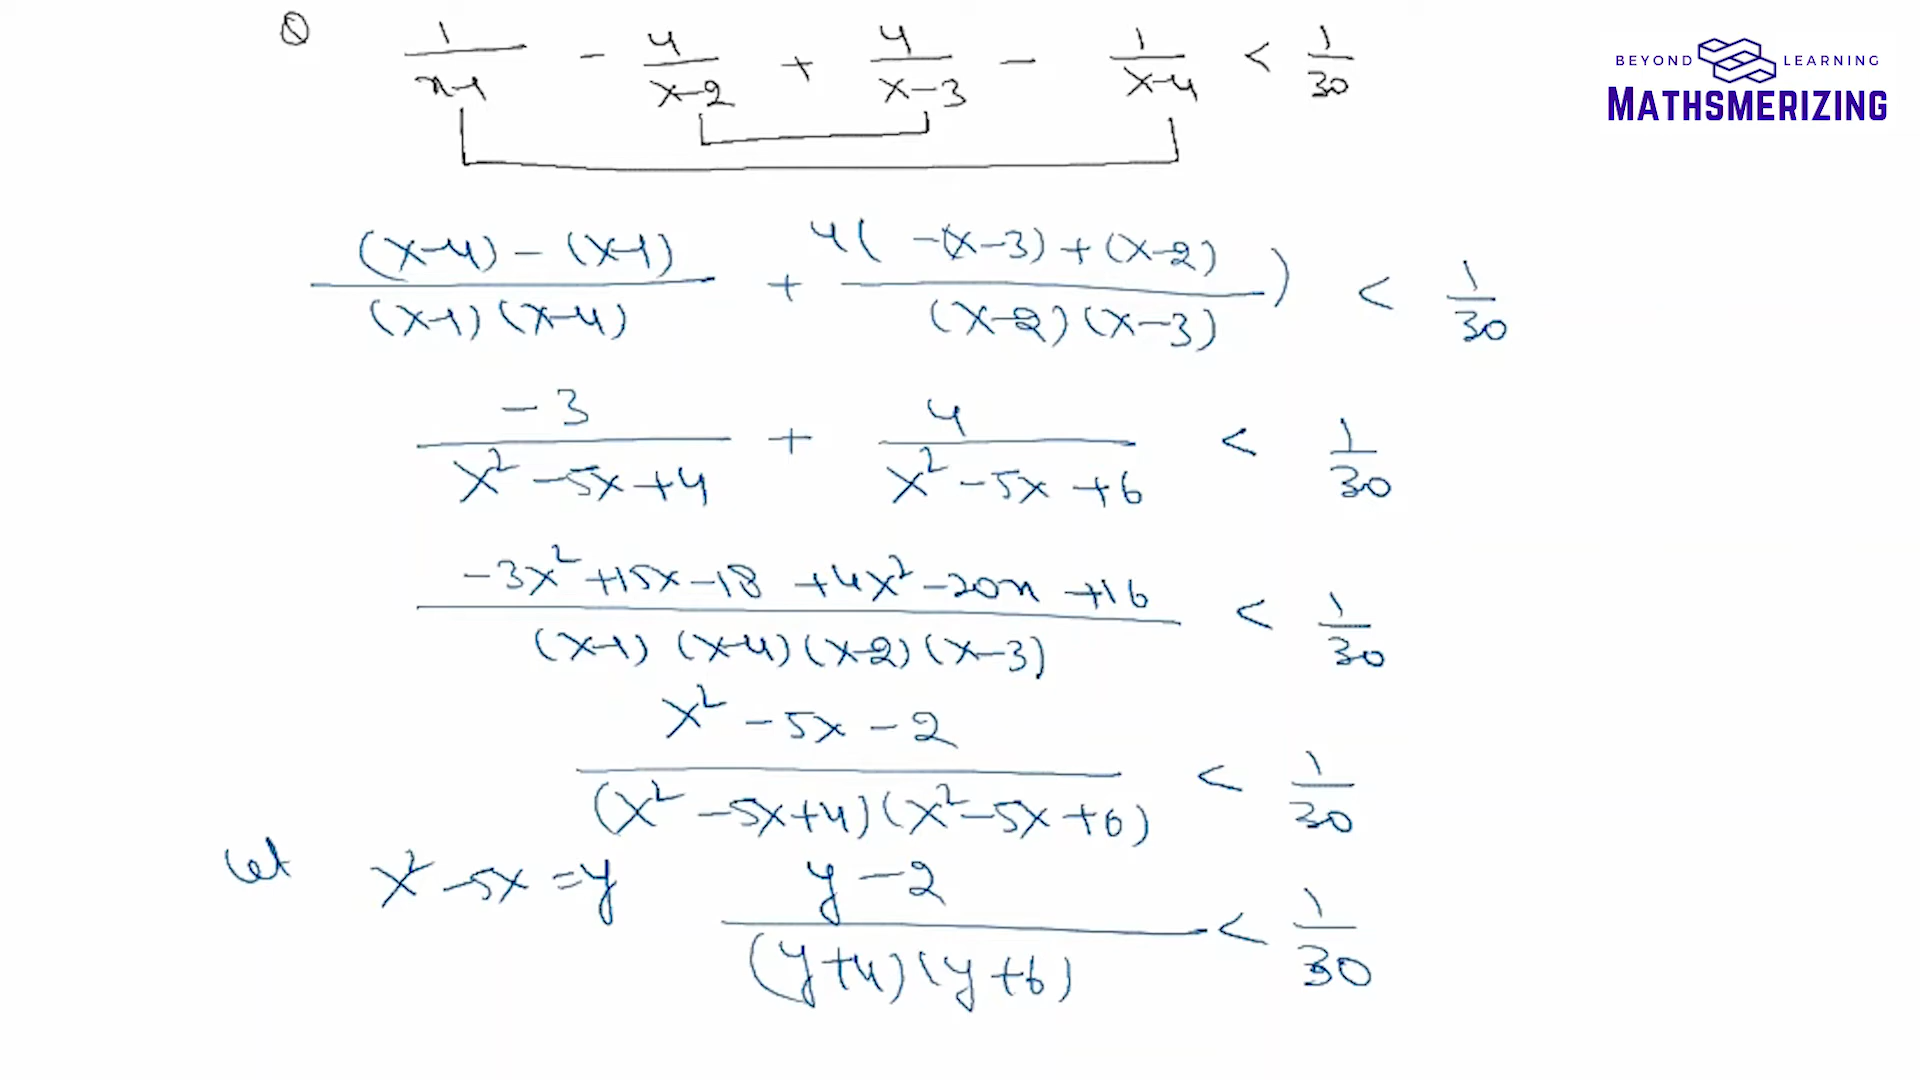 BEYOND LEARNING
MATHSMERIZING
Q 1/(x-1) - 4/(x-2) + 4/(x-3) - 1/(x-4) < 1/30
((x-4) - (x-1))/((x-1)(x-4)) + 4( (-(x-3) + (x-2))/((x-2)(x-3)) ) < 1/30
-3/(x² -5x+4) + 4/(x² -5x +6) < 1/30
(-3x² +15x -18 +4x² -20x +16)/((x-1)(x-4)(x-2)(x-3)) < 1/30
(x² -5x -2)/((x² -5x+4)(x² -5x +6)) < 1/30
Let x² -5x = y (y-2)/((y+4)(y+6)) < 1/30